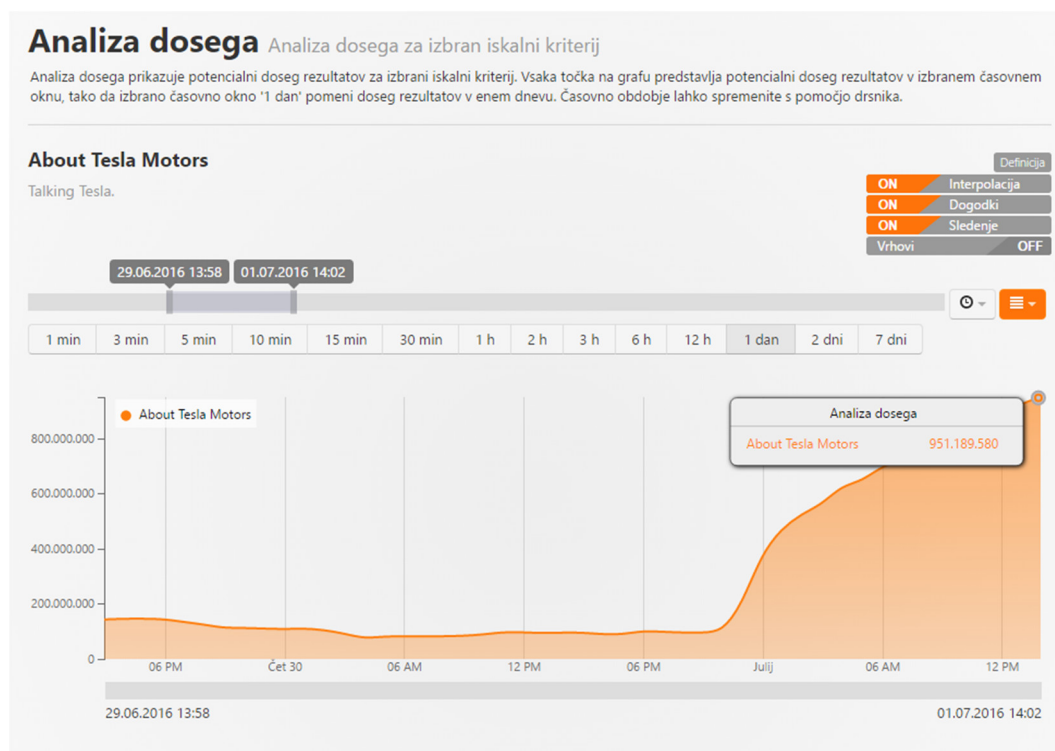 Analiza dosega Analiza dosega za izbran iskalni kriterij
Analiza dosega prikazuje potencialni doseg rezultatov za izbrani iskalni kriterij. Vsaka točka na grafu predstavlja potencialni doseg rezultatov v izbranem časovnem
oknu, tako da izbrano časovno okno '1 dan' pomeni doseg rezultatov v enem dnevu. Časovno obdobje lahko spremenite s pomočjo drsnika.
About Tesla Motors
Definicija
Talking Tesla.
ON Interpolacija
ON Dogodki
ON Sledenje
Vrhovi OFF
29.06.2016 13:58 01.07.2016 14:02
1 min 3 min 5 min 10 min 15 min 30 min 1 h 2 h 3 h 6 h 12 h 1 dan 2 dni 7 dni
About Tesla Motors
Analiza dosega
About Tesla Motors 951.189.580
800.000.000
600.000.000
400.000.000
200.000.000
0
06 PM Čet 30 06 AM 12 PM 06 PM Julij 06 AM 12 PM
29.06.2016 13:58 01.07.2016 14:02